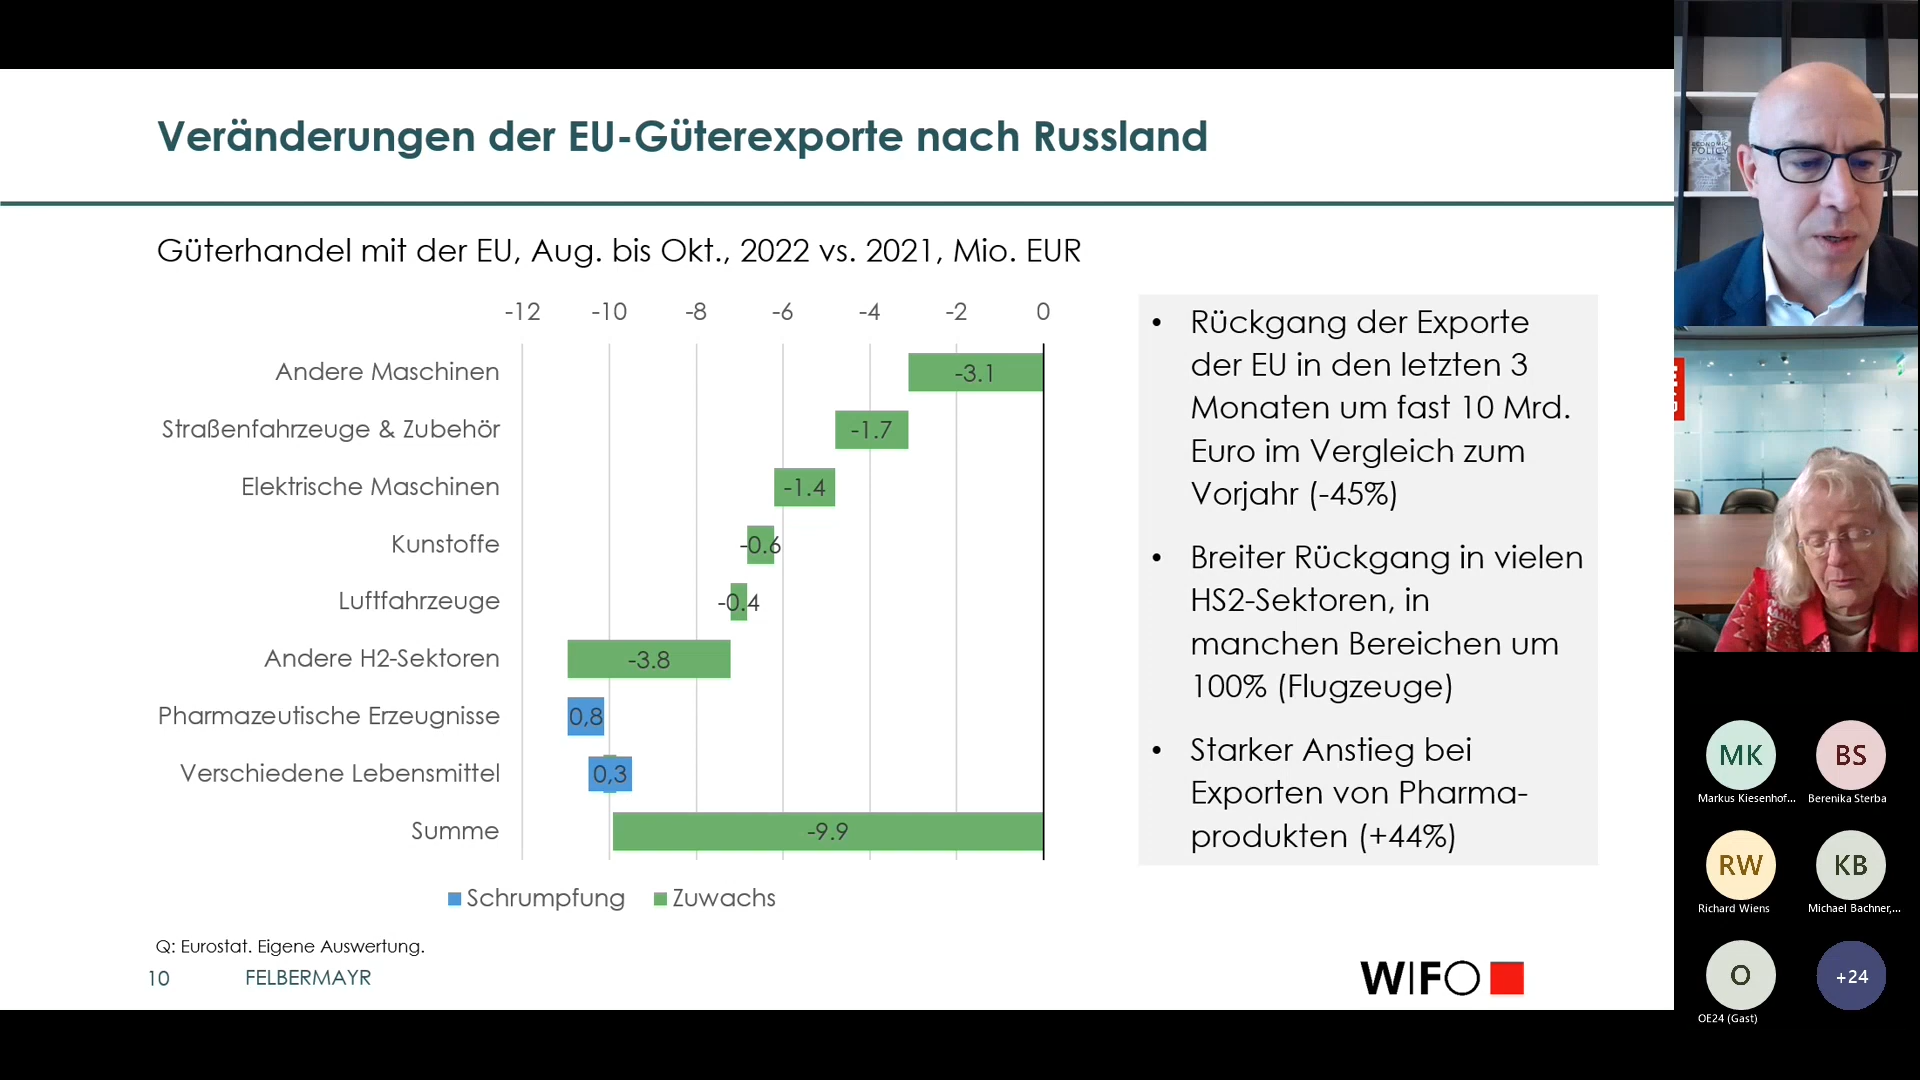 Veränderungen der EU-Güterexporte nach Russland
Güterhandel mit der EU, Aug. bis Okt., 2022 vs. 2021, Mio. EUR
-12 -10 -8 -6 -4 -2 0
Andere Maschinen -3.1
Straßenfahrzeuge & Zubehör -1.7
Elektrische Maschinen -1.4
Kunstoffe -0.6
Luftfahrzeuge -0.4
Andere H2-Sektoren -3.8
Pharmazeutische Erzeugnisse 0,8
Verschiedene Lebensmittel 0,3
Summe -9.9
Schrumpfung Zuwachs
• Rückgang der Exporte
der EU in den letzten 3
Monaten um fast 10 Mrd.
Euro im Vergleich zum
Vorjahr (-45%)
• Breiter Rückgang in vielen
HS2-Sektoren, in
manchen Bereichen um
100% (Flugzeuge)
• Starker Anstieg bei
Exporten von Pharma-
produkten (+44%)
Q: Eurostat. Eigene Auswertung.
10 FELBERMAYR
WIFO
ECONOMIC
POLICY
MK
Markus Kiesenhof...
BS
Berenika Sterba
RW
Richard Wiens
KB
Michael Bachner,...
O
OE24 (Gast)
+24